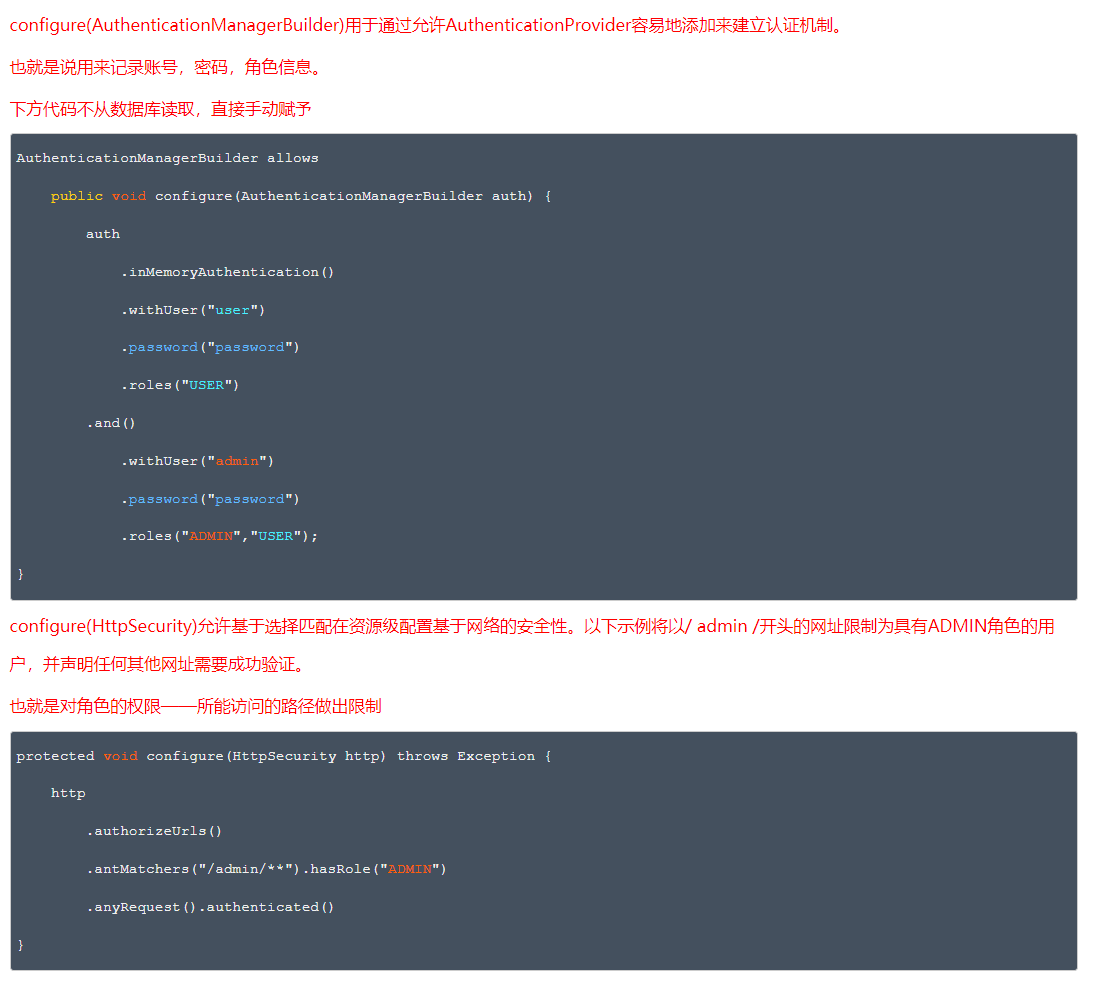 configure(AuthenticationManagerBuilder)用于通过允许AuthenticationProvider容易地添加来建立认证机制。
也就是说用来记录账号，密码，角色信息。
下方代码不从数据库读取，直接手动赋予
AuthenticationManagerBuilder allows
    public void configure(AuthenticationManagerBuilder auth) {
        auth
            .inMemoryAuthentication()
            .withUser("user")
            .password("password")
            .roles("USER")
        .and()
            .withUser("admin")
            .password("password")
            .roles("ADMIN","USER");
}
configure(HttpSecurity)允许基于选择匹配在资源级配置基于网络的安全性。以下示例将以/ admin /开头的网址限制为具有ADMIN角色的用
户，并声明任何其他网址需要成功验证。
也就是对角色的权限——所能访问的路径做出限制
protected void configure(HttpSecurity http) throws Exception {
    http
        .authorizeUrls()
        .antMatchers("/admin/**").hasRole("ADMIN")
        .anyRequest().authenticated()
}